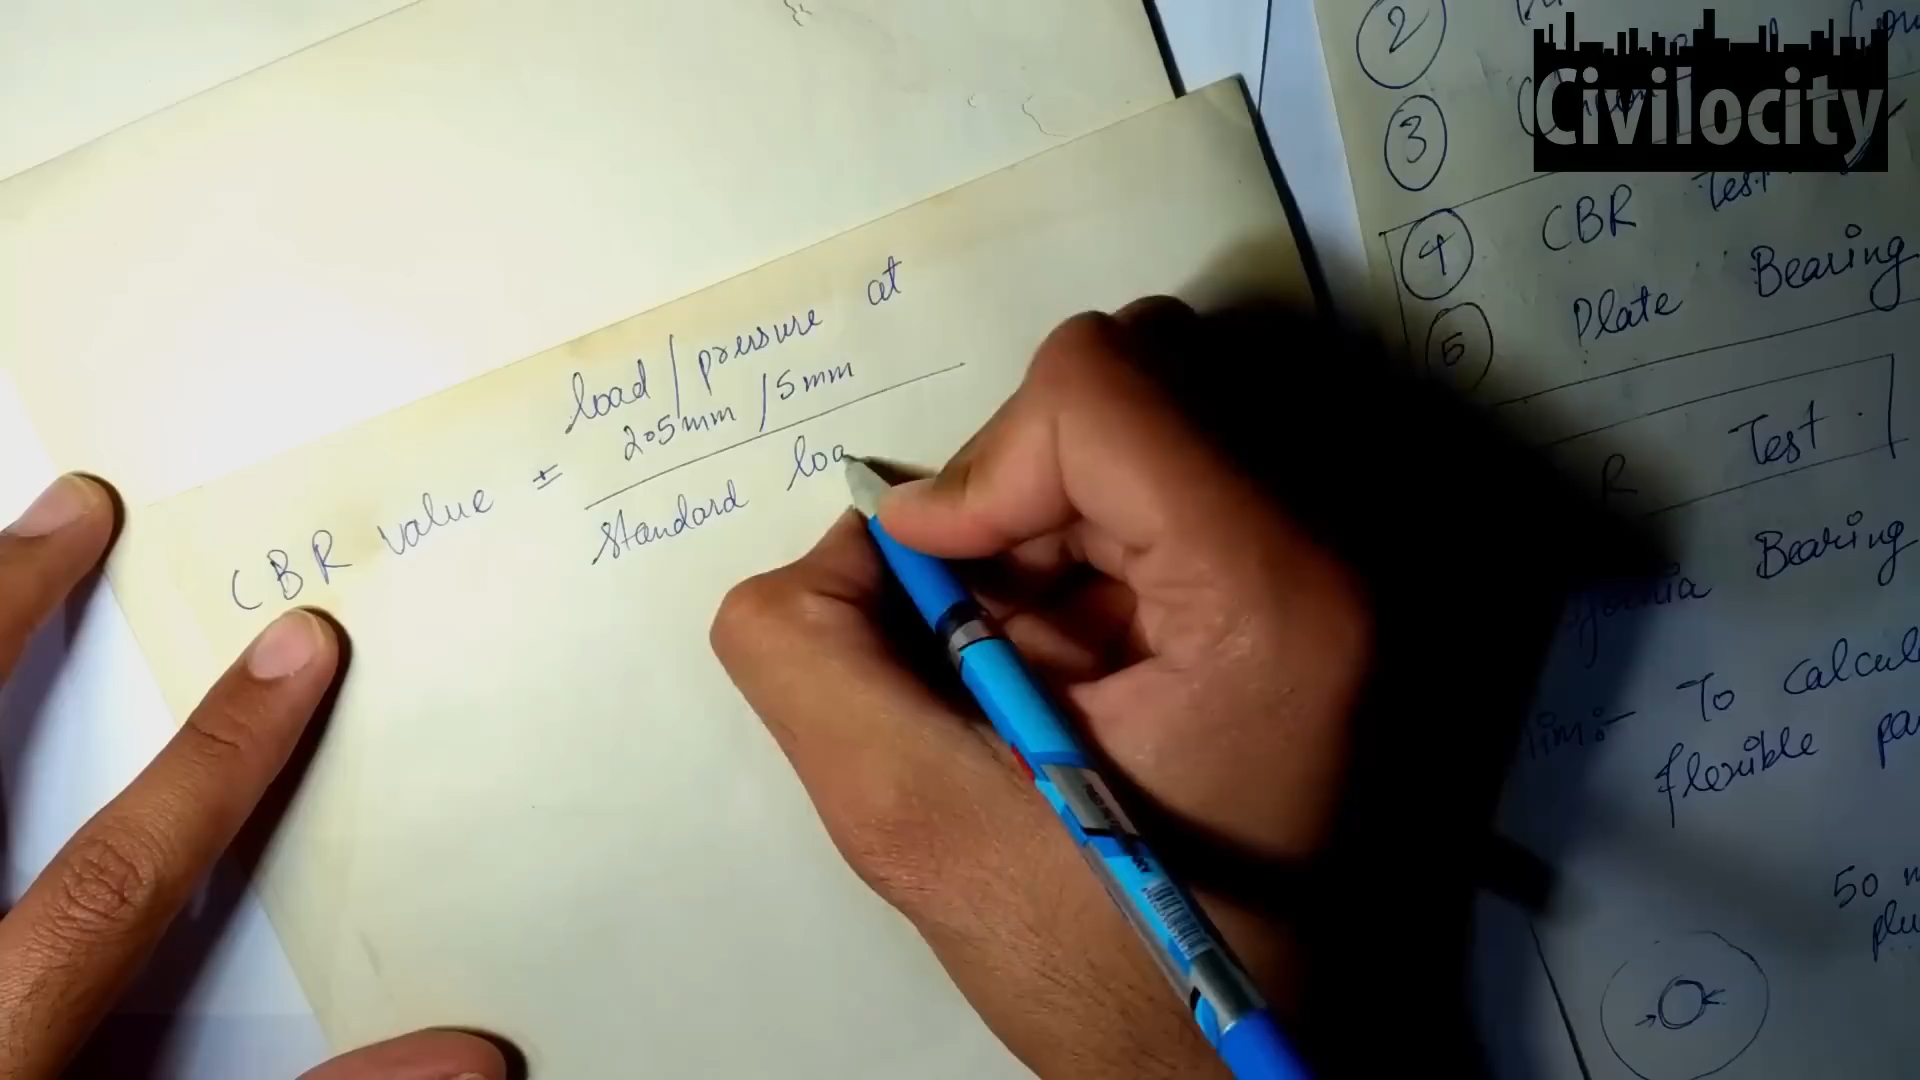 load / pressure at
2.5mm / 5mm
CBR value =
Standard loa
2
3
4 CBR Test
5 Plate Bearing
R Test.
Bearing
To calcul
flexible pa
50
plu
Civilocity